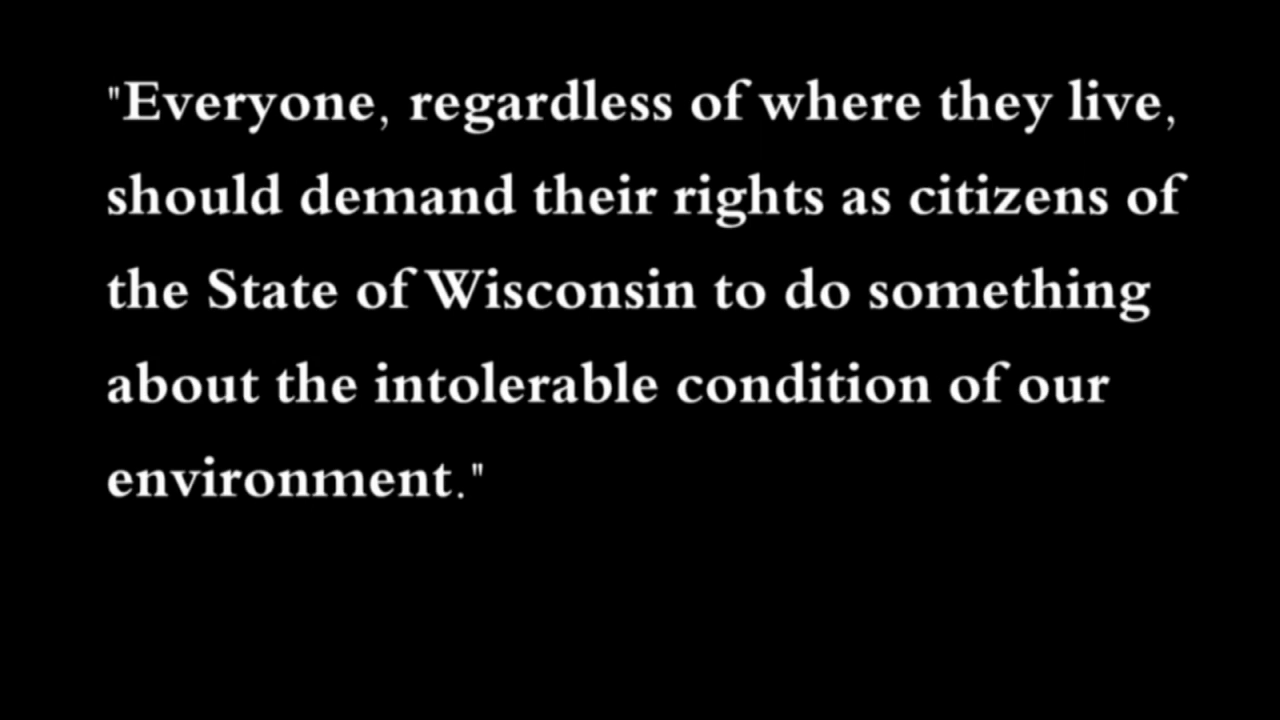 "Everyone, regardless of where they live,
should demand their rights as citizens of
the State of Wisconsin to do something
about the intolerable condition of our
environment."